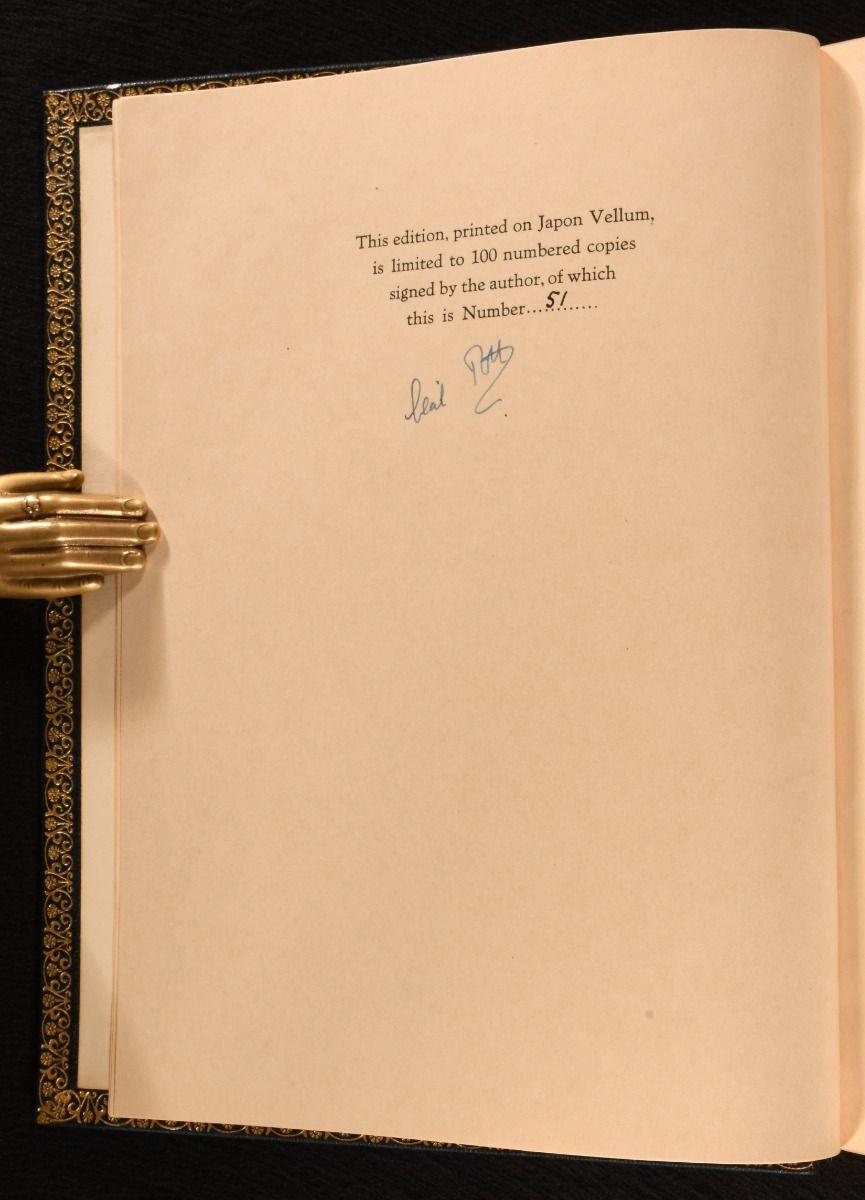 This edition, printed on Japon Vellum,
is limited to 100 numbered copies
signed by the author, of which
this is Number...51...........